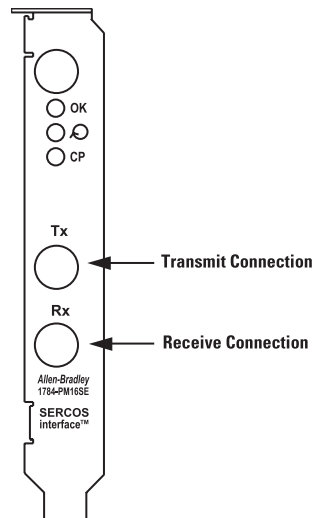 OK
CP
Tx
Transmit Connection
Rx
Receive Connection
Allen-Bradley
1784-PM16SE
SERCOS
interface™